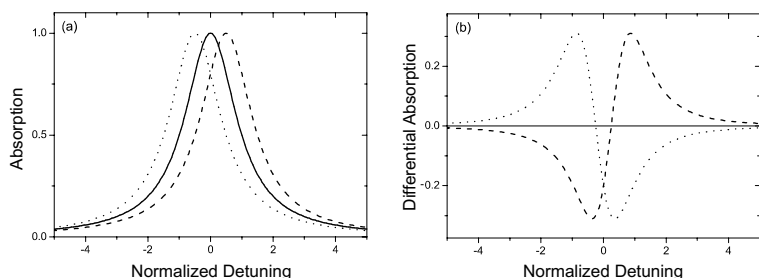 (a)
1.0
0.5
0.0
Absorption
-4 -2 0 2 4
Normalized Detuning
(b)
0.2
0.0
-0.2
Differential Absorption
-4 -2 0 2 4
Normalized Detuning